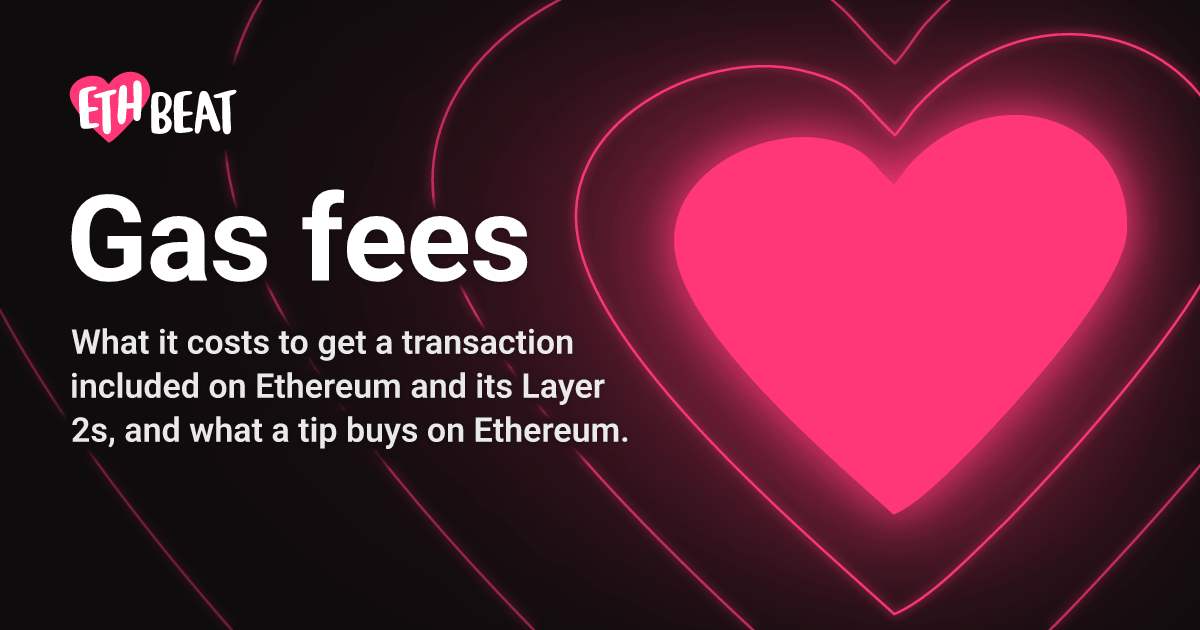 ETH BEAT
Gas fees
What it costs to get a transaction
included on Ethereum and its Layer
2s, and what a tip buys on Ethereum.